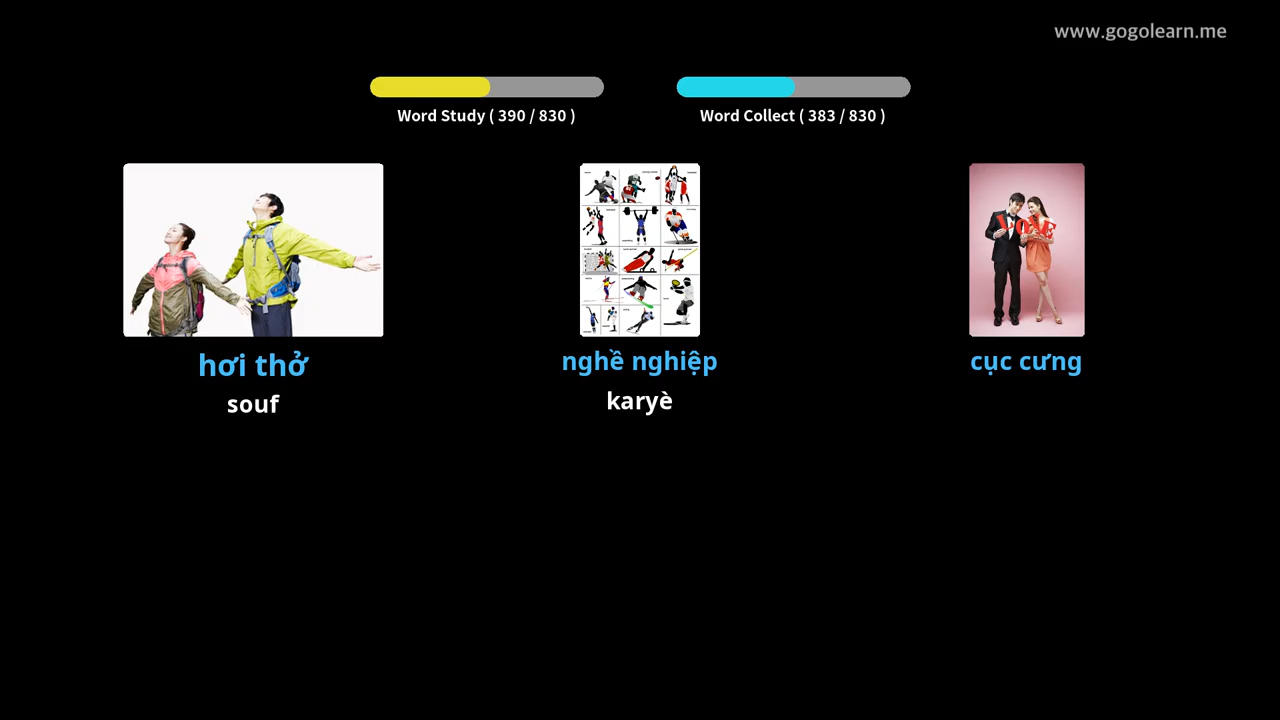 www.gogolearn.me
Word Study ( 390 / 830 )
Word Collect ( 383 / 830 )
hơi thở
souf
nghề nghiệp
karyè
LOVE
cục cưng